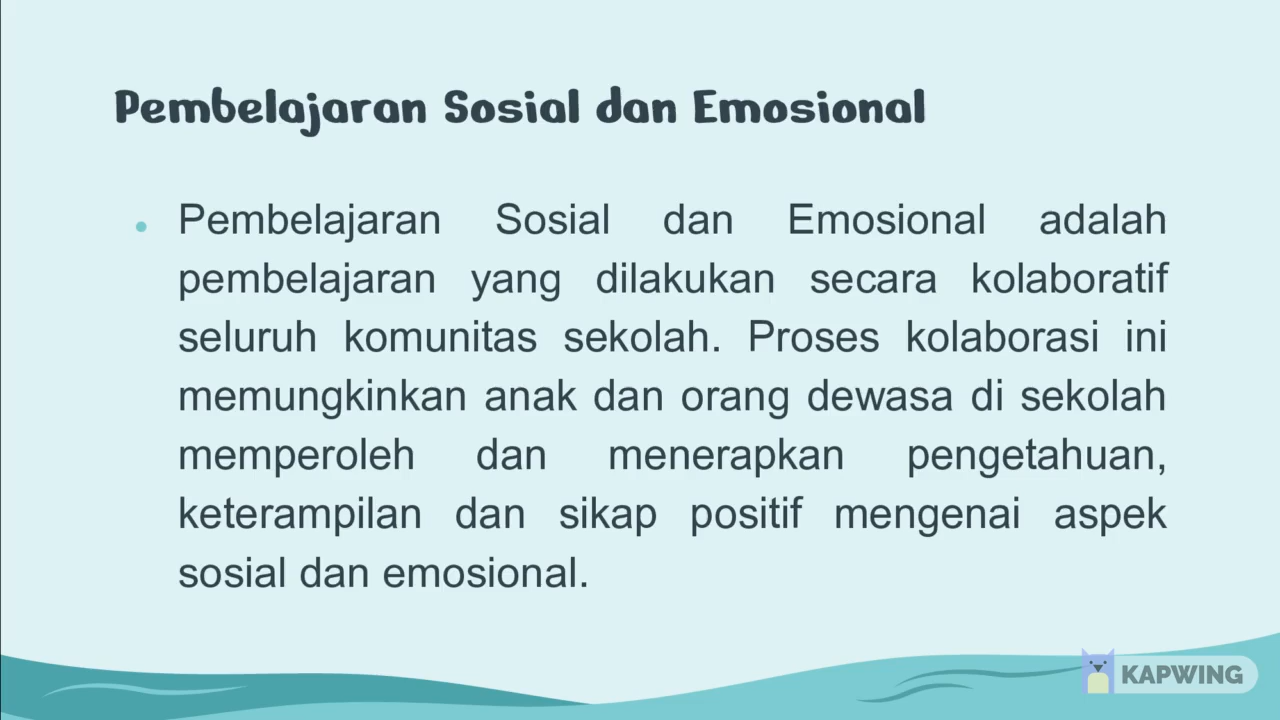 Pembelajaran Sosial dan Emosional
Pembelajaran Sosial dan Emosional adalah
pembelajaran yang dilakukan secara kolaboratif
seluruh komunitas sekolah. Proses kolaborasi ini
memungkinkan anak dan orang dewasa di sekolah
memperoleh dan menerapkan pengetahuan,
keterampilan dan sikap positif mengenai aspek
sosial dan emosional.
KAPWING